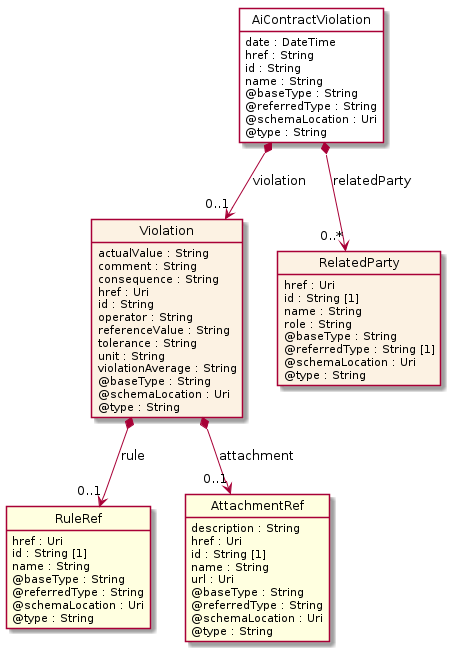 AiContractViolation
date : DateTime
href : String
id : String
name : String
@baseType : String
@referredType : String
@schemaLocation : Uri
@type : String
violation
relatedParty
0..1
0..*
Violation
actualValue : String
comment : String
consequence : String
href : Uri
id : String
operator : String
referenceValue : String
tolerance : String
unit : String
violationAverage : String
@baseType : String
@schemaLocation : Uri
@type : String
RelatedParty
href : Uri
id : String [1]
name : String
role : String
@baseType : String
@referredType : String [1]
@schemaLocation : Uri
@type : String
rule
attachment
0..1
0..1
RuleRef
href : Uri
id : String [1]
name : String
@baseType : String
@referredType : String
@schemaLocation : Uri
@type : String
AttachmentRef
description : String
href : Uri
id : String [1]
name : String
url : Uri
@baseType : String
@referredType : String
@schemaLocation : Uri
@type : String